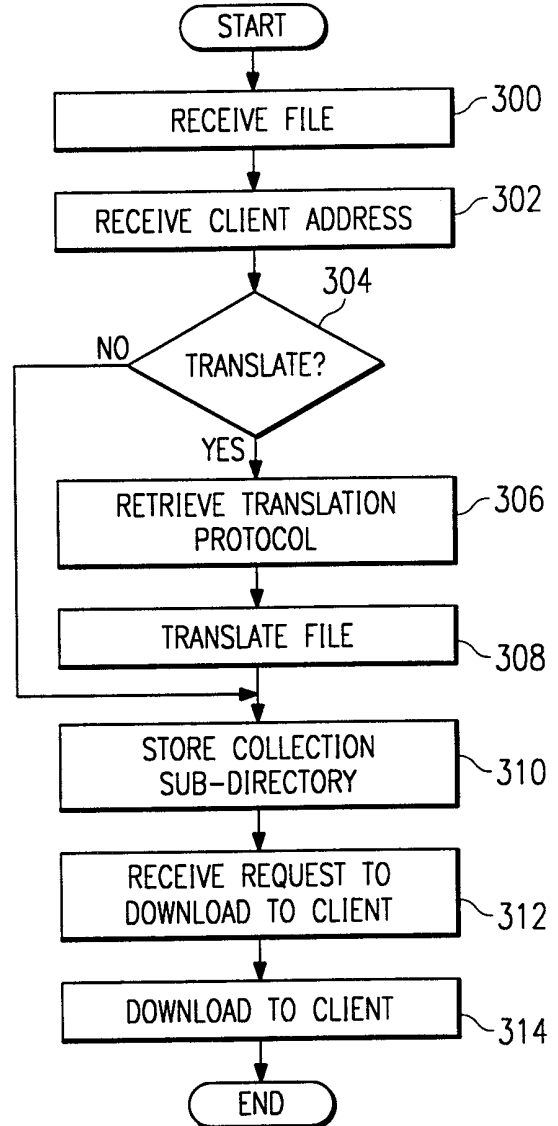 START
RECEIVE FILE
300
RECEIVE CLIENT ADDRESS
302
304
TRANSLATE?
NO
YES
RETRIEVE TRANSLATION
PROTOCOL
306
TRANSLATE FILE
308
STORE COLLECTION
SUB-DIRECTORY
310
RECEIVE REQUEST TO
DOWNLOAD TO CLIENT
312
DOWNLOAD TO CLIENT
314
END